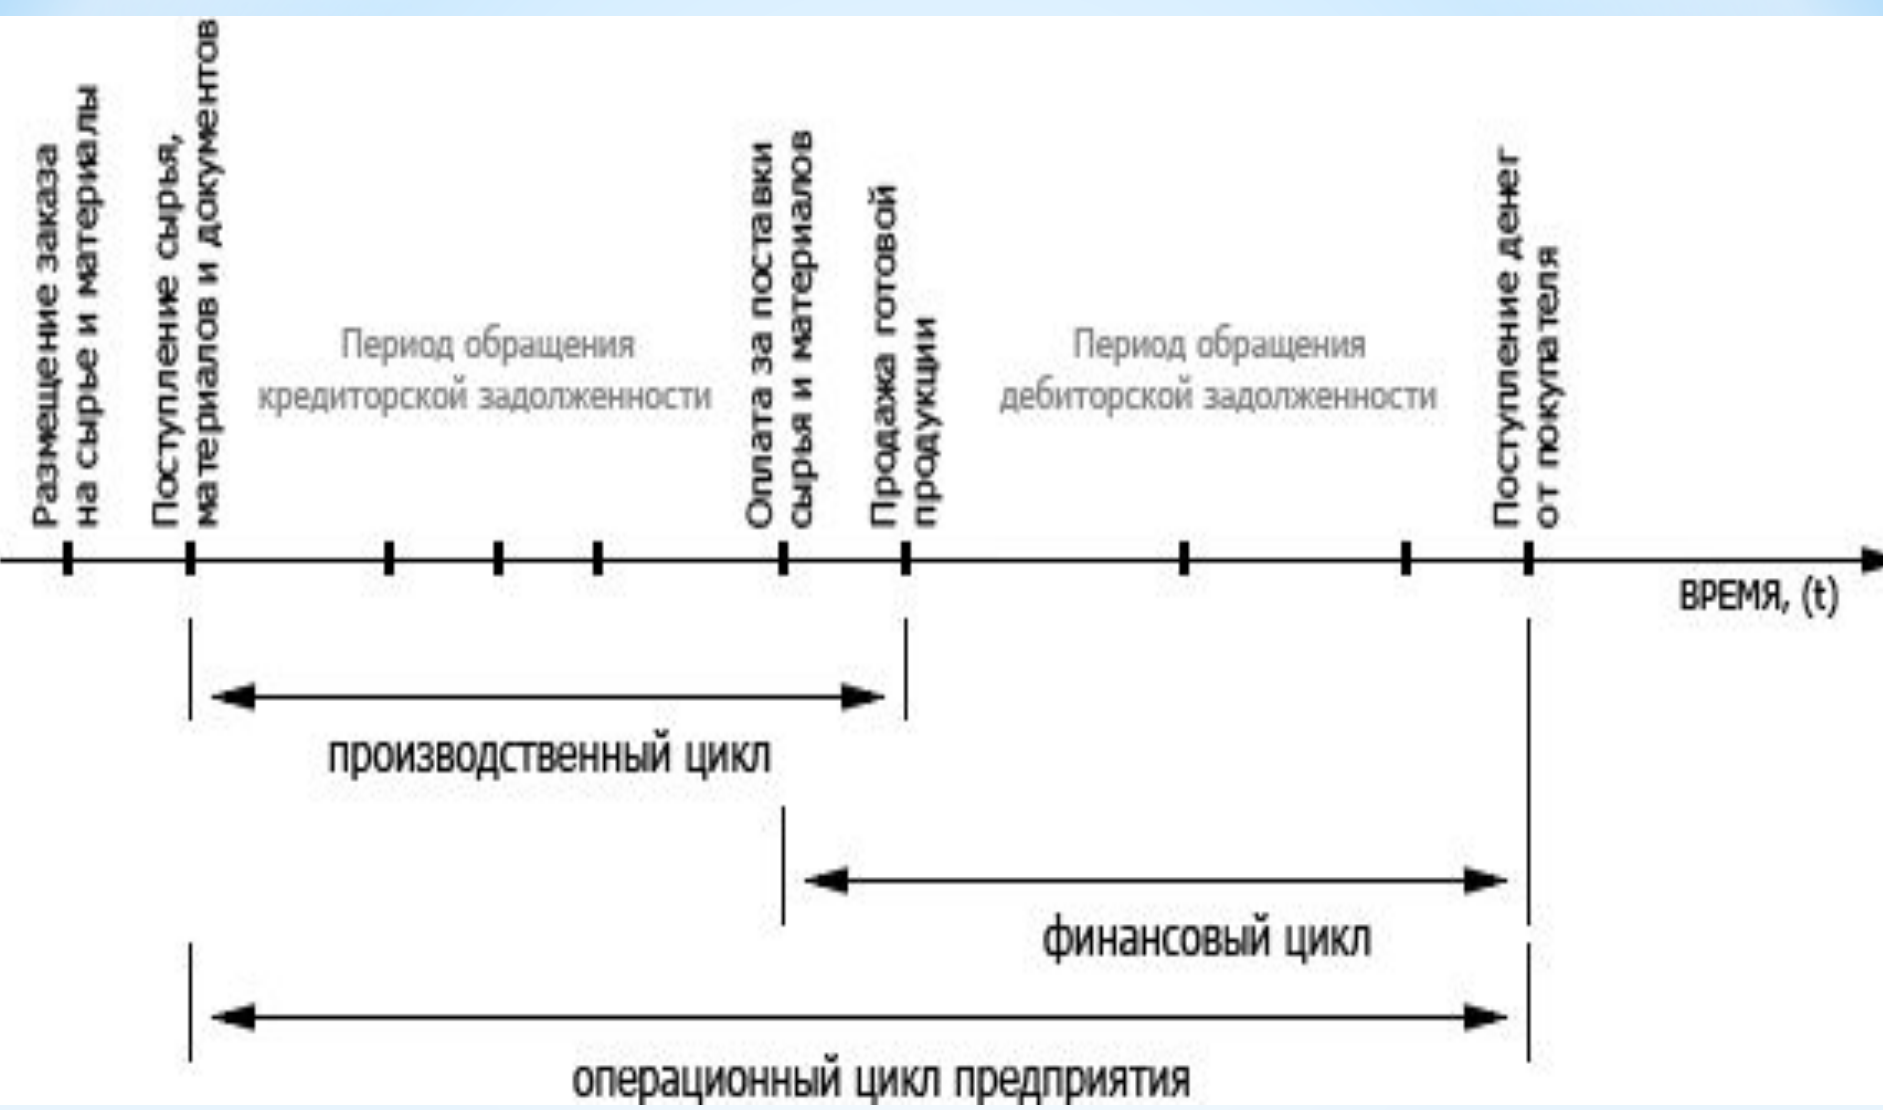 Размещение заказа
на сырье и материалы
Поступление сырья,
материалов и документов
Период обращения
кредиторской задолженности
Оплата за поставки
сырья и материалов
Продажа готовой
продукции
Период обращения
дебиторской задолженности
Поступление денег
от покупателя
ВРЕМЯ, (t)
производственный цикл
финансовый цикл
операционный цикл предприятия